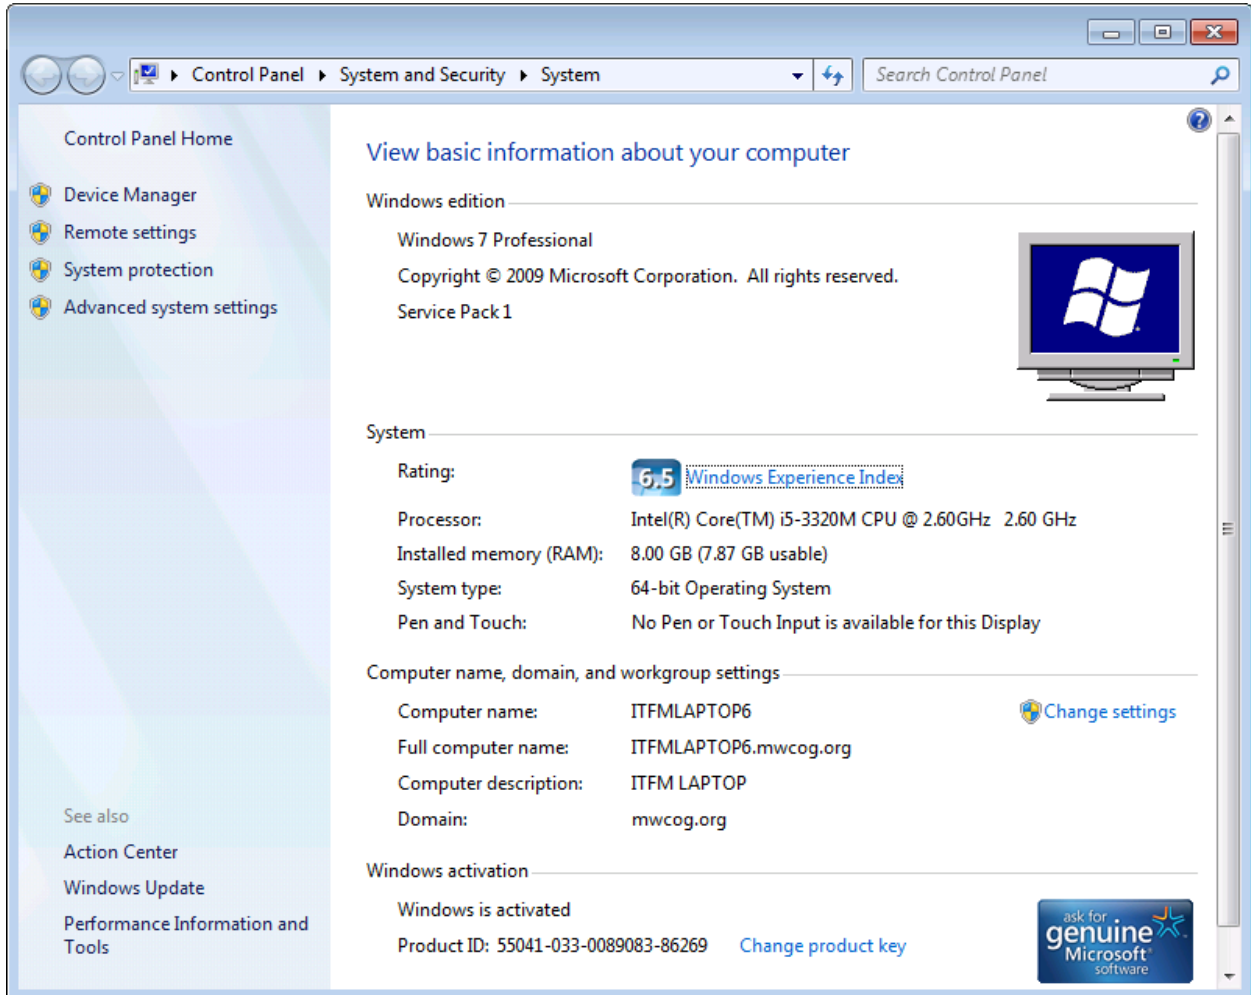 Control Panel ▸ System and Security ▸ System
Search Control Panel
Control Panel Home
Device Manager
Remote settings
System protection
Advanced system settings
See also
Action Center
Windows Update
Performance Information and
Tools
View basic information about your computer
Windows edition
Windows 7 Professional
Copyright © 2009 Microsoft Corporation.  All rights reserved.
Service Pack 1
System
Rating: 6.5 Windows Experience Index
Processor: Intel(R) Core(TM) i5-3320M CPU @ 2.60GHz  2.60 GHz
Installed memory (RAM): 8.00 GB (7.87 GB usable)
System type: 64-bit Operating System
Pen and Touch: No Pen or Touch Input is available for this Display
Computer name, domain, and workgroup settings
Computer name: ITFMLAPTOP6 Change settings
Full computer name: ITFMLAPTOP6.mwcog.org
Computer description: ITFM LAPTOP
Domain: mwcog.org
Windows activation
Windows is activated
Product ID: 55041-033-0089083-86269 Change product key
ask for
genuine
Microsoft
software